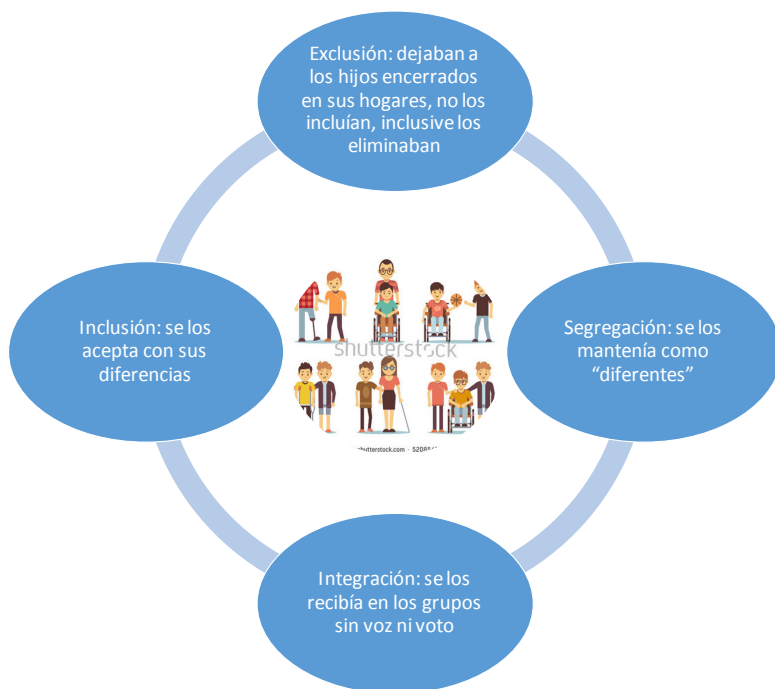 Exclusión: dejaban a
los hijos encerrados
en sus hogares, no los
incluían, inclusive los
eliminaban
Inclusión: se los
acepta con sus
diferencias
shutterstock
Segregación: se los
mantenía como
“diferentes”
Integración: se los
recibía en los grupos
sin voz ni voto